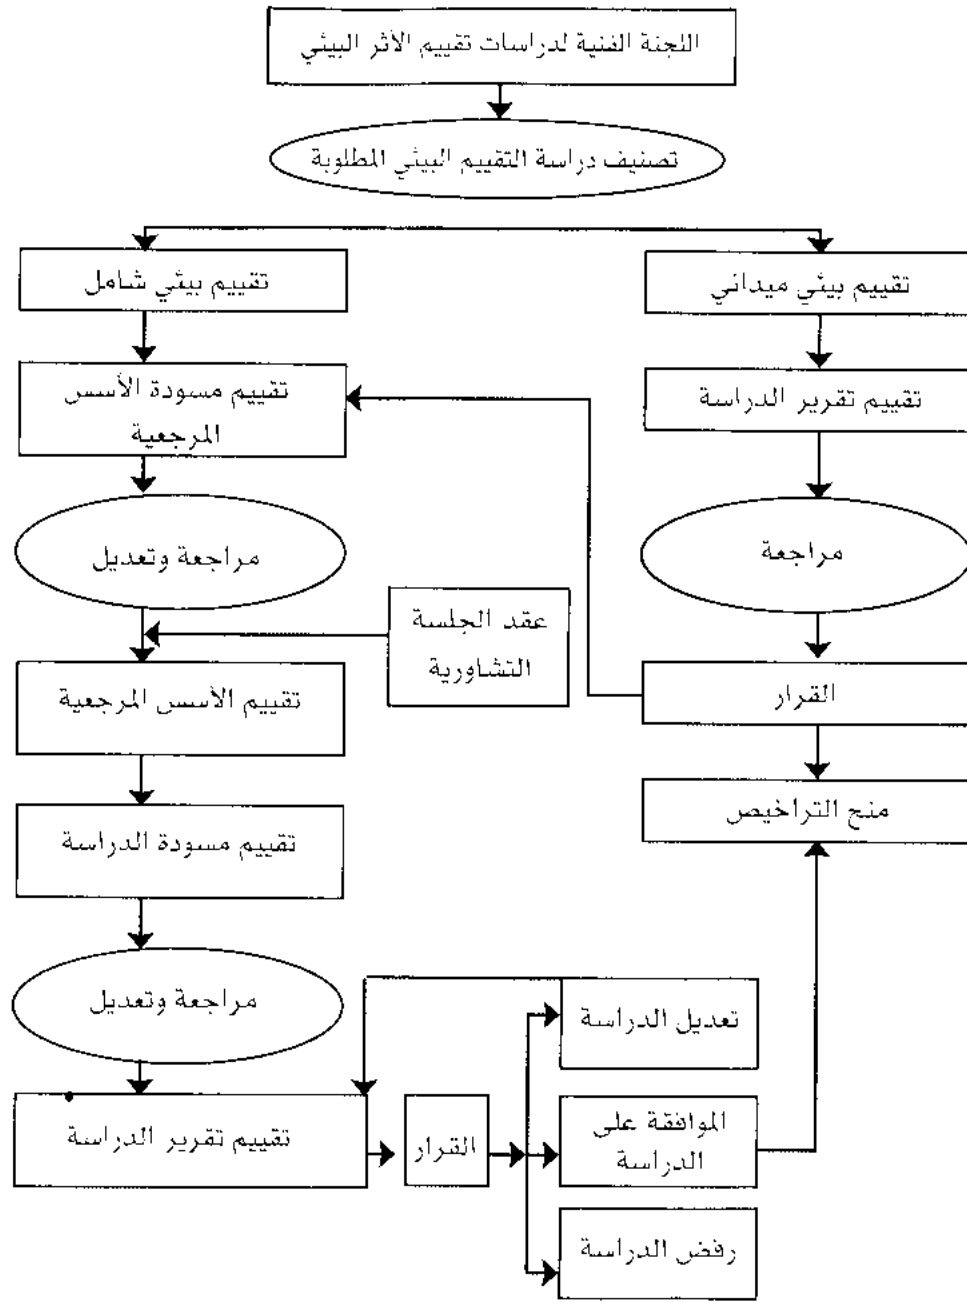 اللجنة الفنية لدراسات تقييم الأثر البيئي
تصنيف دراسة التقييم البيئي المطلوبة
تقييم بيئي ميداني
تقييم بيئي شامل
تقييم تقرير الدراسة
تقييم مسودة الأسس
المرجعية
مراجعة
مراجعة وتعديل
عقد الجلسة
التشاورية
القرار
تقييم الأسس المرجعية
منح التراخيص
تقييم مسودة الدراسة
مراجعة وتعديل
تعديل الدراسة
تقييم تقرير الدراسة
القرار
الموافقة على
الدراسة
رفض الدراسة